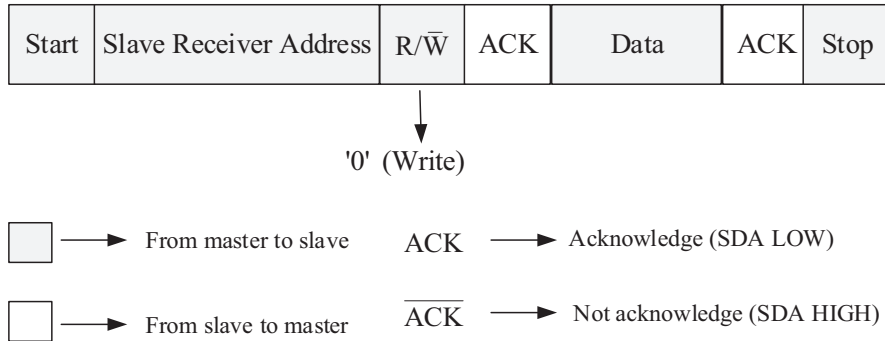 Start Slave Receiver Address R/W̅ ACK Data ACK Stop
'0' (Write)
From master to slave ACK Acknowledge (SDA LOW)
From slave to master A̅C̅K̅ Not acknowledge (SDA HIGH)